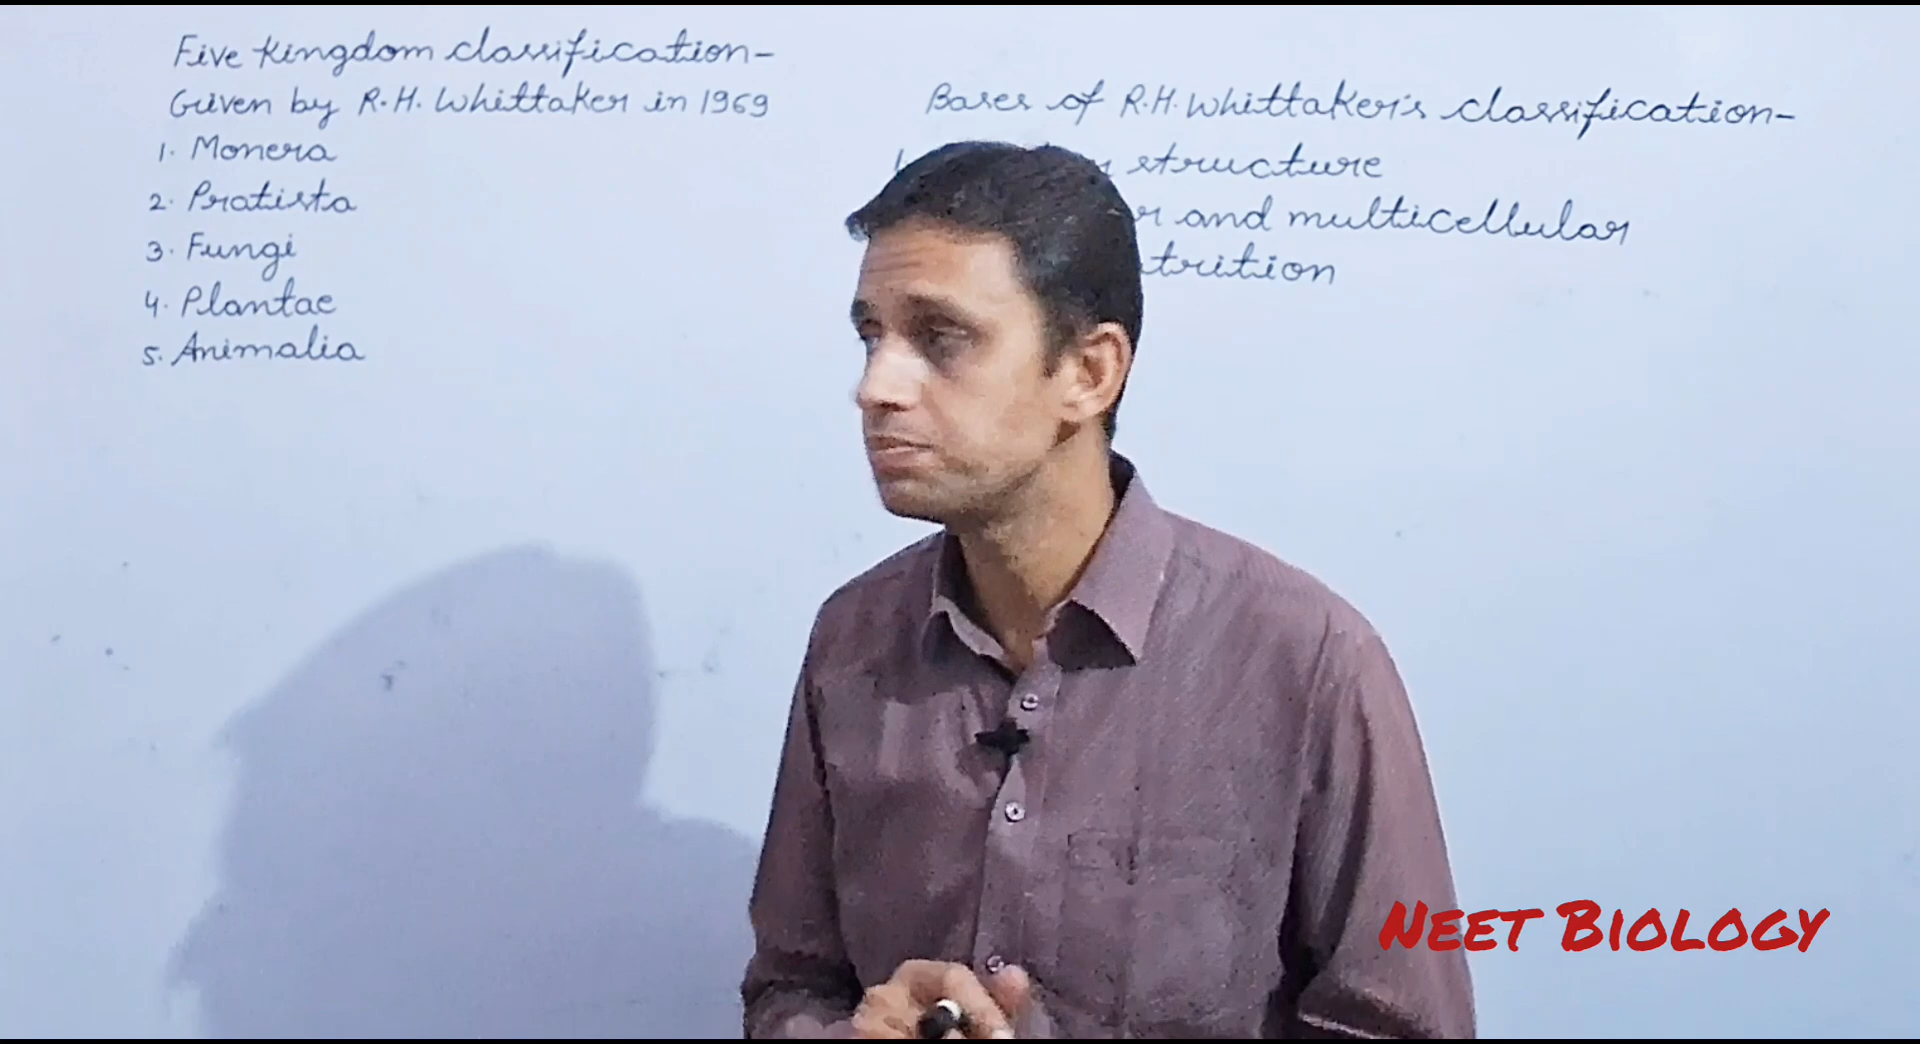 Five Kingdom classification-
Given by R.H. Whittaker in 1969
1. Monera
2. Pratista
3. Fungi
4. Plantae
5. Animalia
Bases of R.H. Whittaker's classification-
structure
and multicellular
NEET BIOLOGY